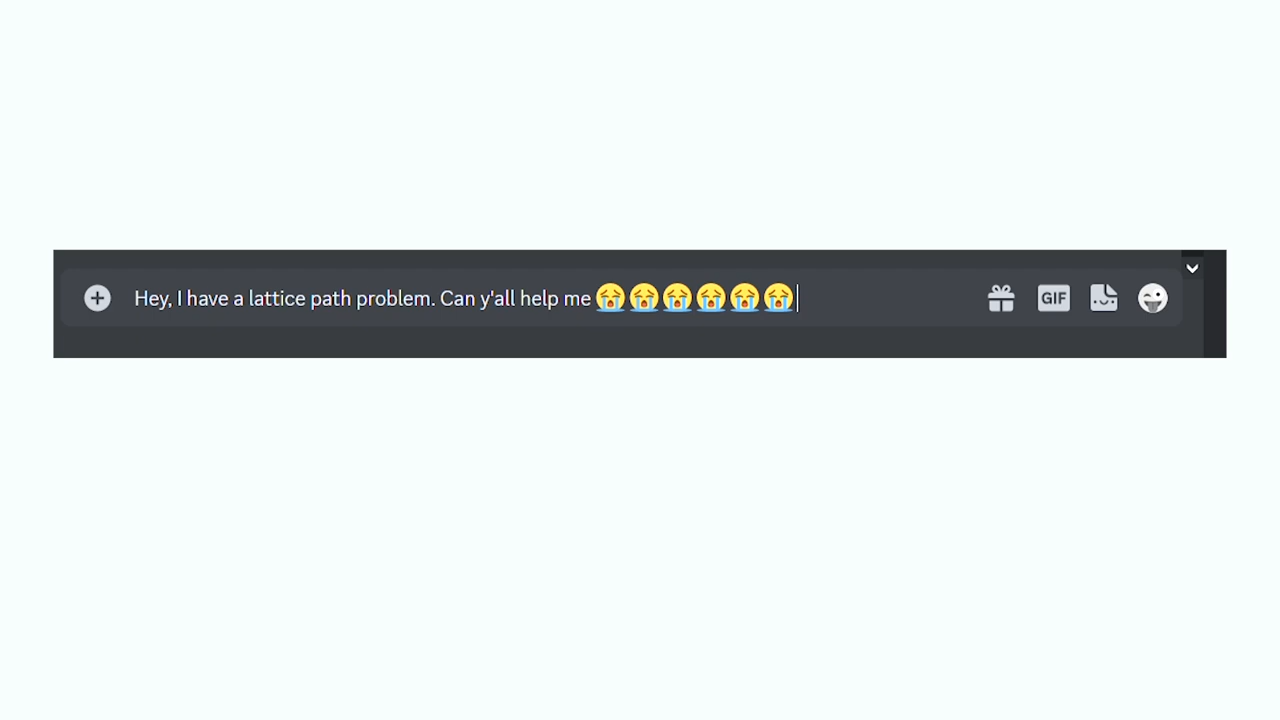 Hey, I have a lattice path problem. Can y'all help me 😭😭😭😭😭😭
GIF